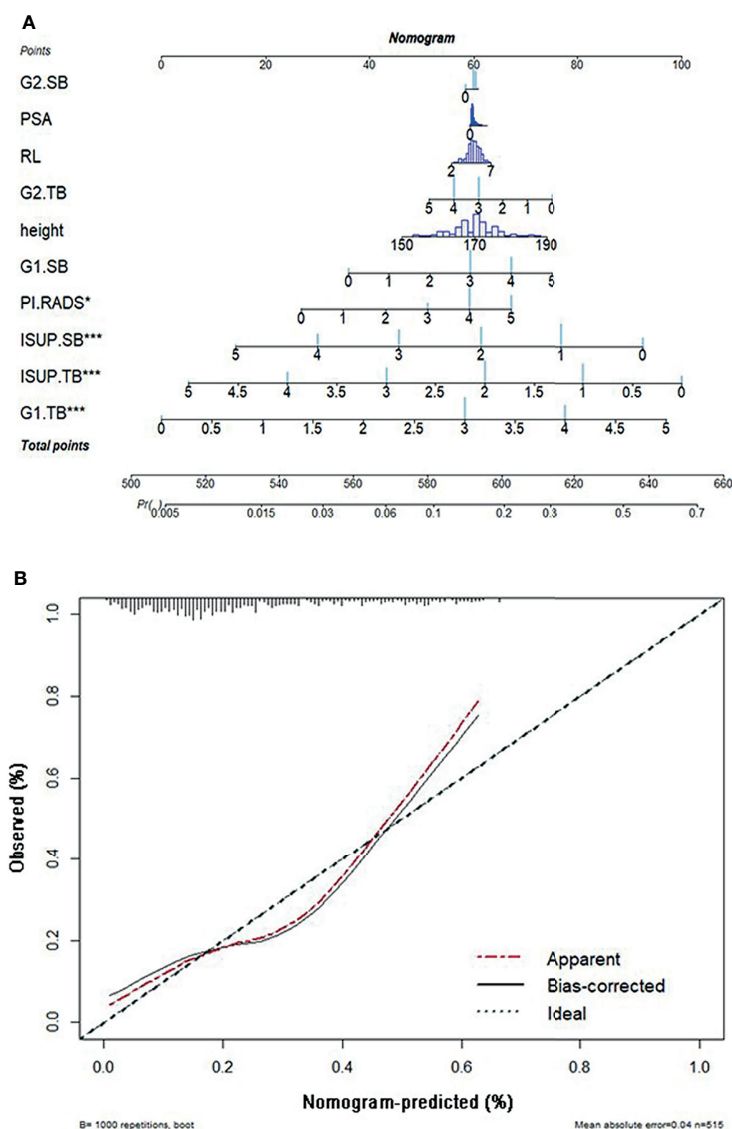 A
Nomogram
Points
0 20 40 60 80 100
G2.SB
0
PSA
0
RL
2 7
G2.TB
5 4 3 2 1 0
height
150 170 190
G1.SB
0 1 2 3 4 5
PI.RADS*
0 1 2 3 4 5
ISUP.SB***
5 4 3 2 1 0
ISUP.TB***
5 4.5 4 3.5 3 2.5 2 1.5 1 0.5 0
G1.TB***
0 0.5 1 1.5 2 2.5 3 3.5 4 4.5 5
Total points
500 520 540 560 580 600 620 640 660
Pr( )
0.005 0.015 0.03 0.06 0.1 0.2 0.3 0.5 0.7
B
Observed (%)
0.0 0.2 0.4 0.6 0.8 1.0
Apparent
Bias-corrected
Ideal
0.0 0.2 0.4 0.6 0.8 1.0
Nomogram-predicted (%)
B= 1000 repetitions, boot
Mean absolute error=0.04 n=515